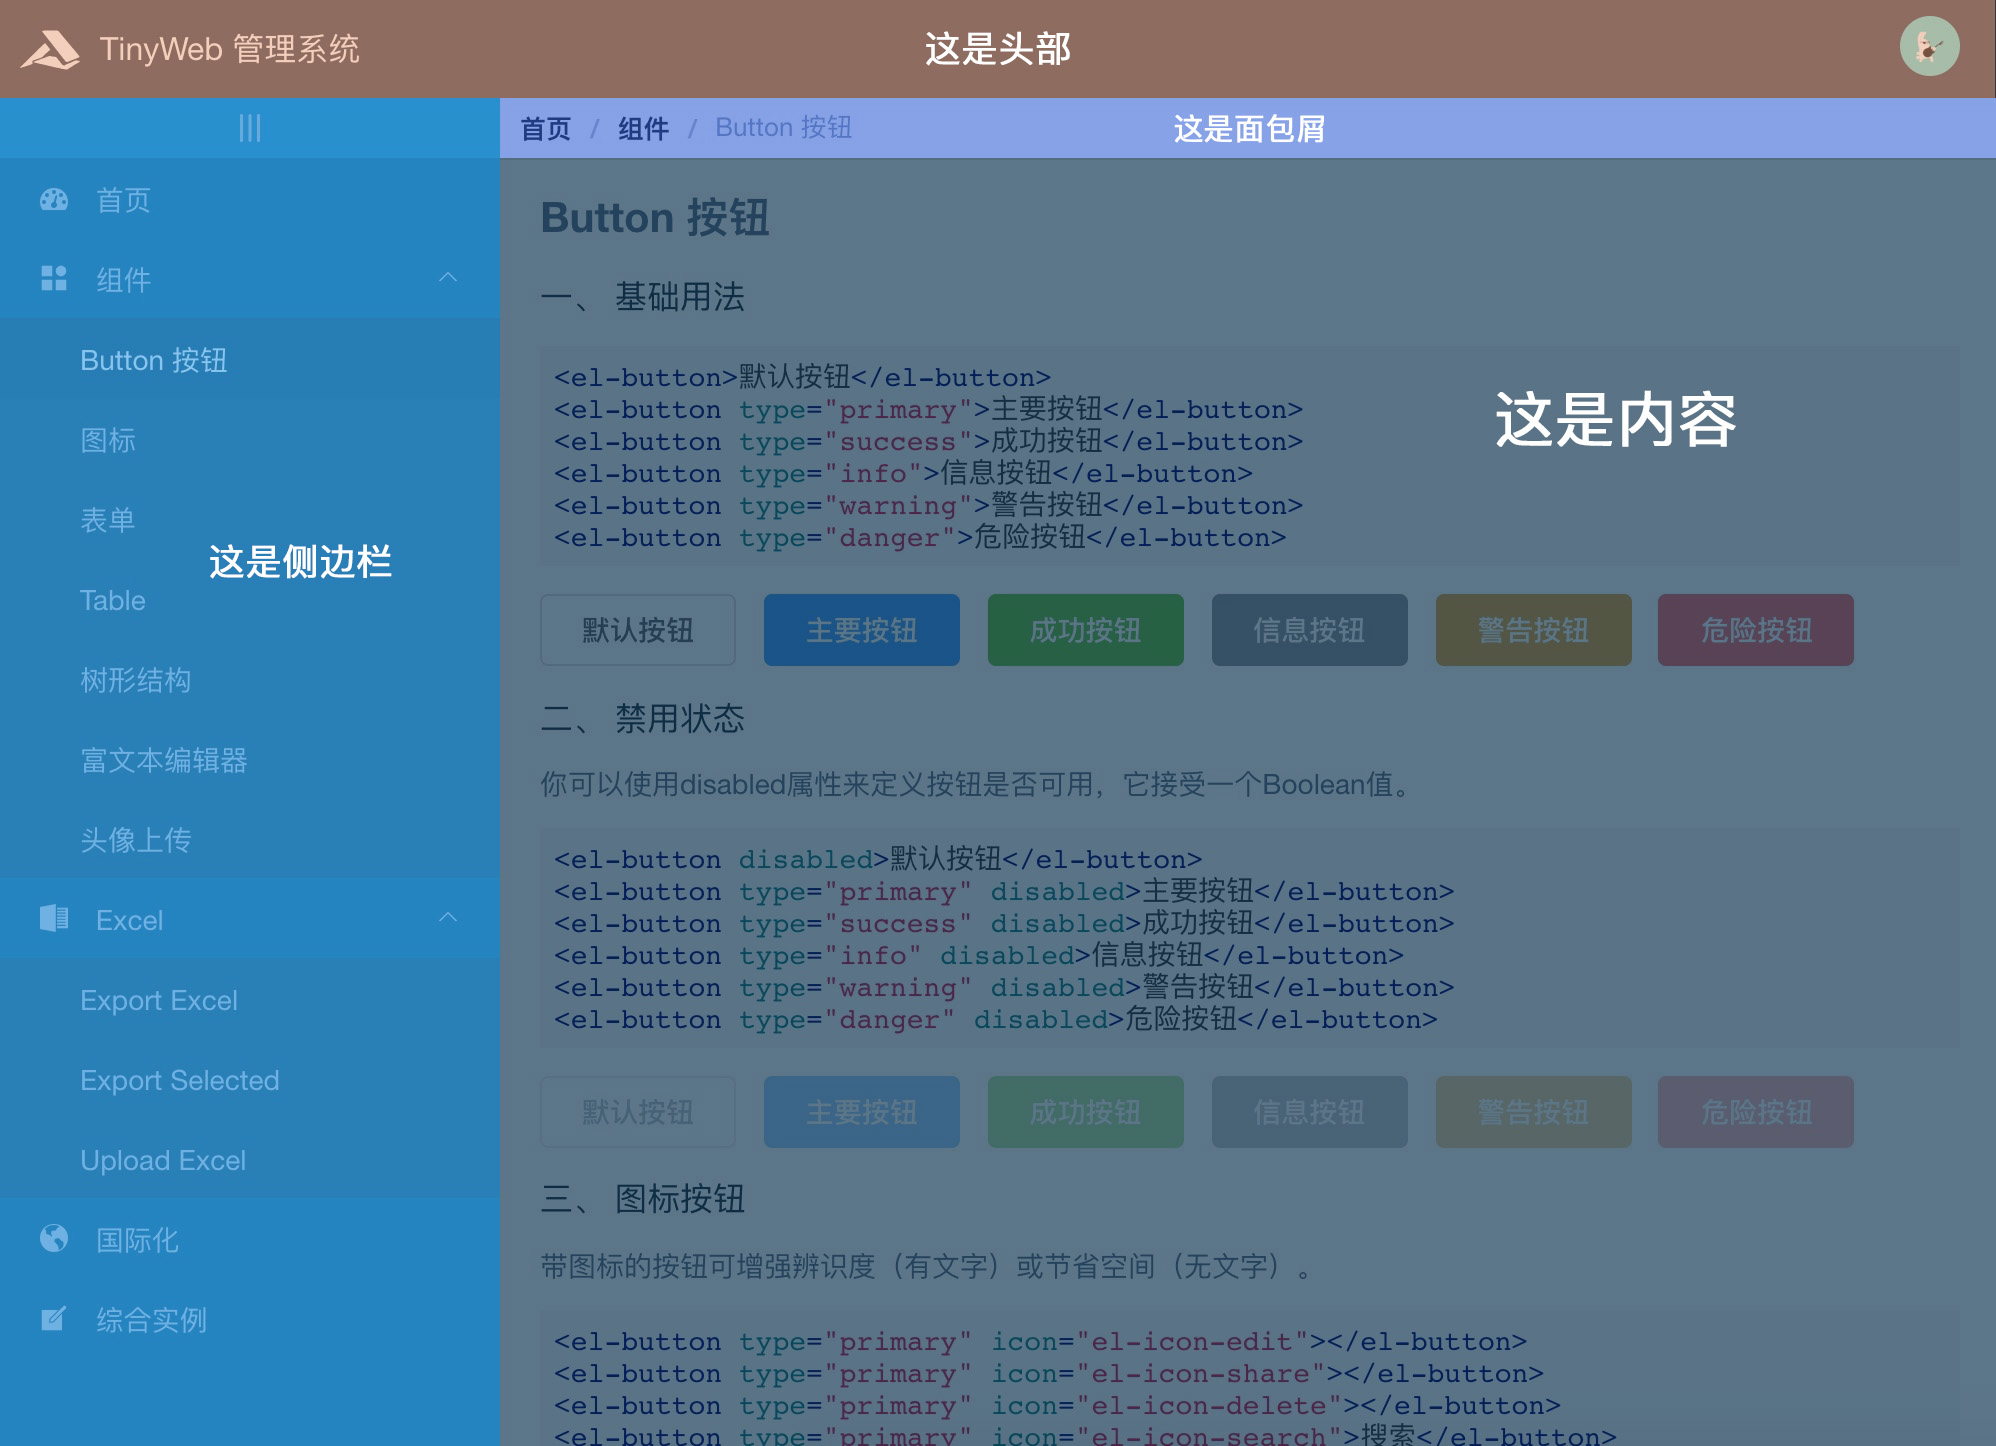 TinyWeb 管理系统
这是头部
|||
首页 / 组件 / Button 按钮
这是面包屑
首页
组件
Button 按钮
图标
表单
这是侧边栏
Table
树形结构
富文本编辑器
头像上传
Excel
Export Excel
Export Selected
Upload Excel
国际化
综合实例
Button 按钮
一、 基础用法
<el-button>默认按钮</el-button>
<el-button type="primary">主要按钮</el-button>
<el-button type="success">成功按钮</el-button>
<el-button type="info">信息按钮</el-button>
<el-button type="warning">警告按钮</el-button>
<el-button type="danger">危险按钮</el-button>
这是内容
默认按钮 主要按钮 成功按钮 信息按钮 警告按钮 危险按钮
二、 禁用状态
你可以使用disabled属性来定义按钮是否可用，它接受一个Boolean值。
<el-button disabled>默认按钮</el-button>
<el-button type="primary" disabled>主要按钮</el-button>
<el-button type="success" disabled>成功按钮</el-button>
<el-button type="info" disabled>信息按钮</el-button>
<el-button type="warning" disabled>警告按钮</el-button>
<el-button type="danger" disabled>危险按钮</el-button>
默认按钮 主要按钮 成功按钮 信息按钮 警告按钮 危险按钮
三、 图标按钮
带图标的按钮可增强辨识度（有文字）或节省空间（无文字）。
<el-button type="primary" icon="el-icon-edit"></el-button>
<el-button type="primary" icon="el-icon-share"></el-button>
<el-button type="primary" icon="el-icon-delete"></el-button>
<el-button type="primary" icon="el-icon-search">搜索</el-button>